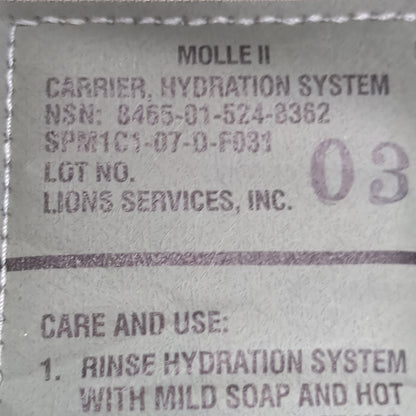 MOLLE II
CARRIER, HYDRATION SYSTEM
NSN: 8465-01-524-8362
SPM1C1-07-D-F031
LOT NO. 03
LIONS SERVICES, INC.
CARE AND USE:
1. RINSE HYDRATION SYSTEM
WITH MILD SOAP AND HOT